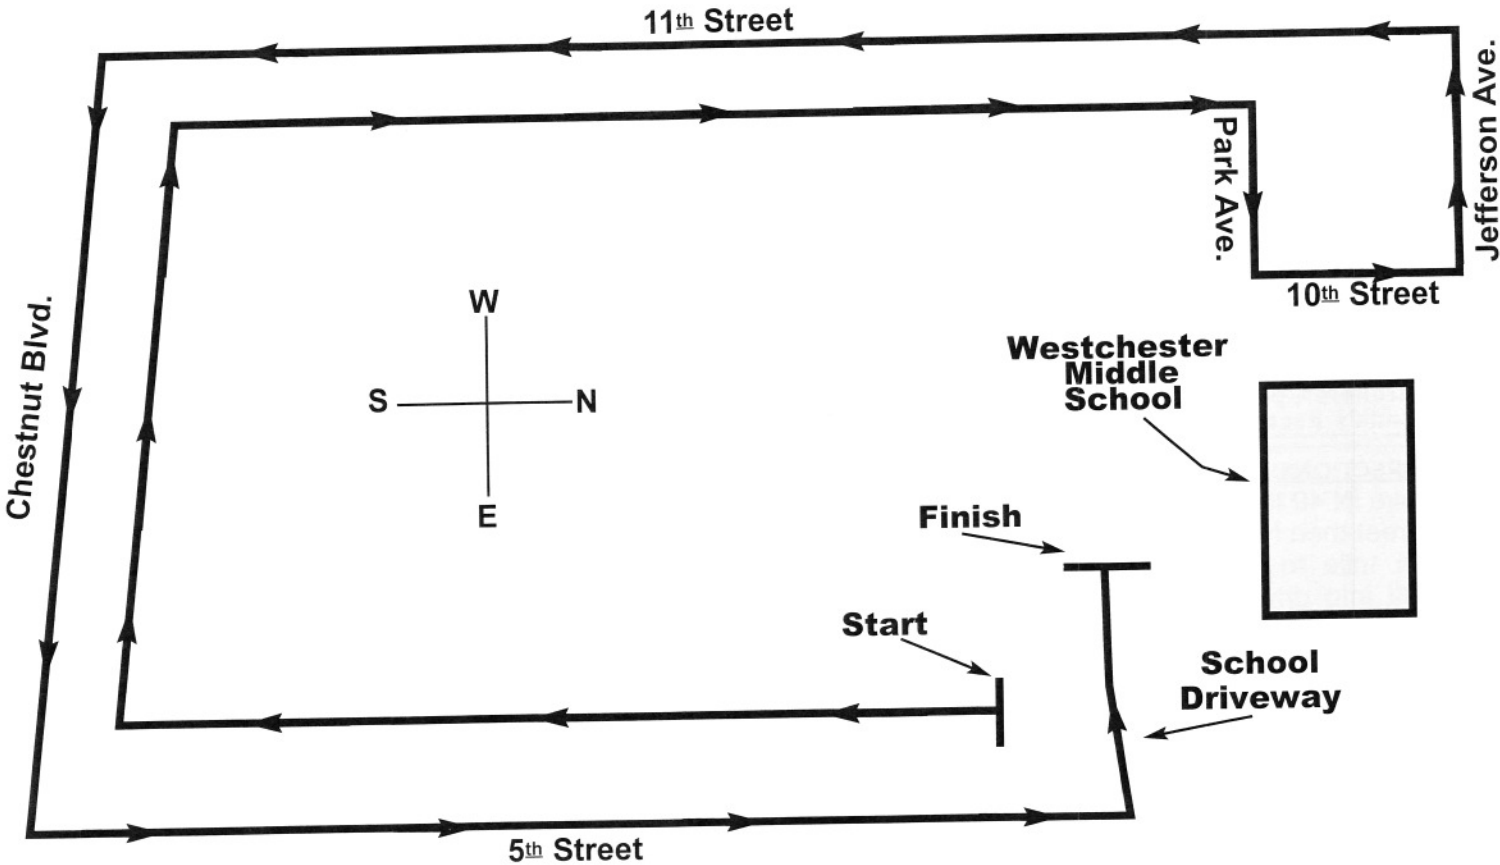 11th Street
Jefferson Ave.
Park Ave.
10th Street
Chestnut Blvd.
W
S
N
E
Westchester
Middle
School
Finish
Start
School
Driveway
5th Street